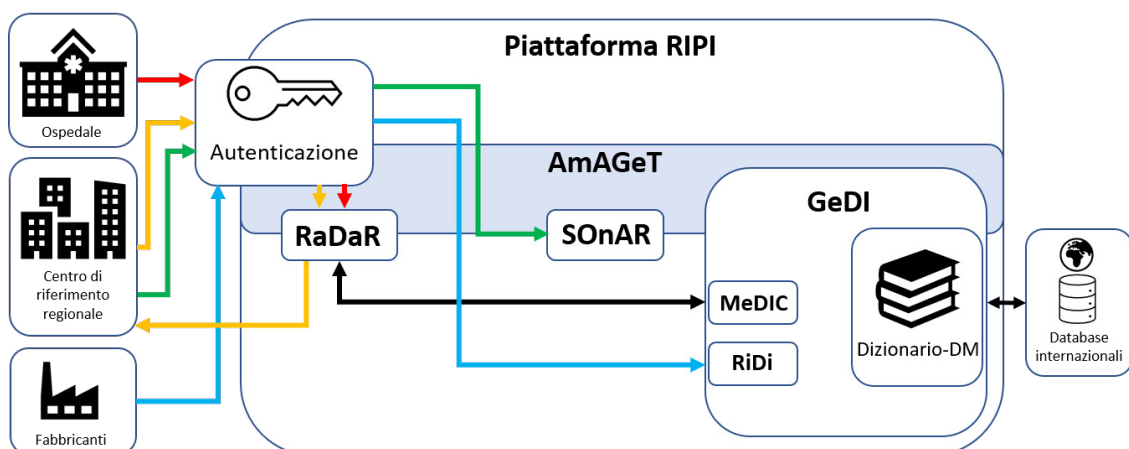 Piattaforma RIPI
Ospedale
Autenticazione
AmAGeT
GeDI
RaDaR
SOnAR
Centro di
riferimento
regionale
MeDIC
RiDi
Dizionario-DM
Database
internazionali
Fabbricanti